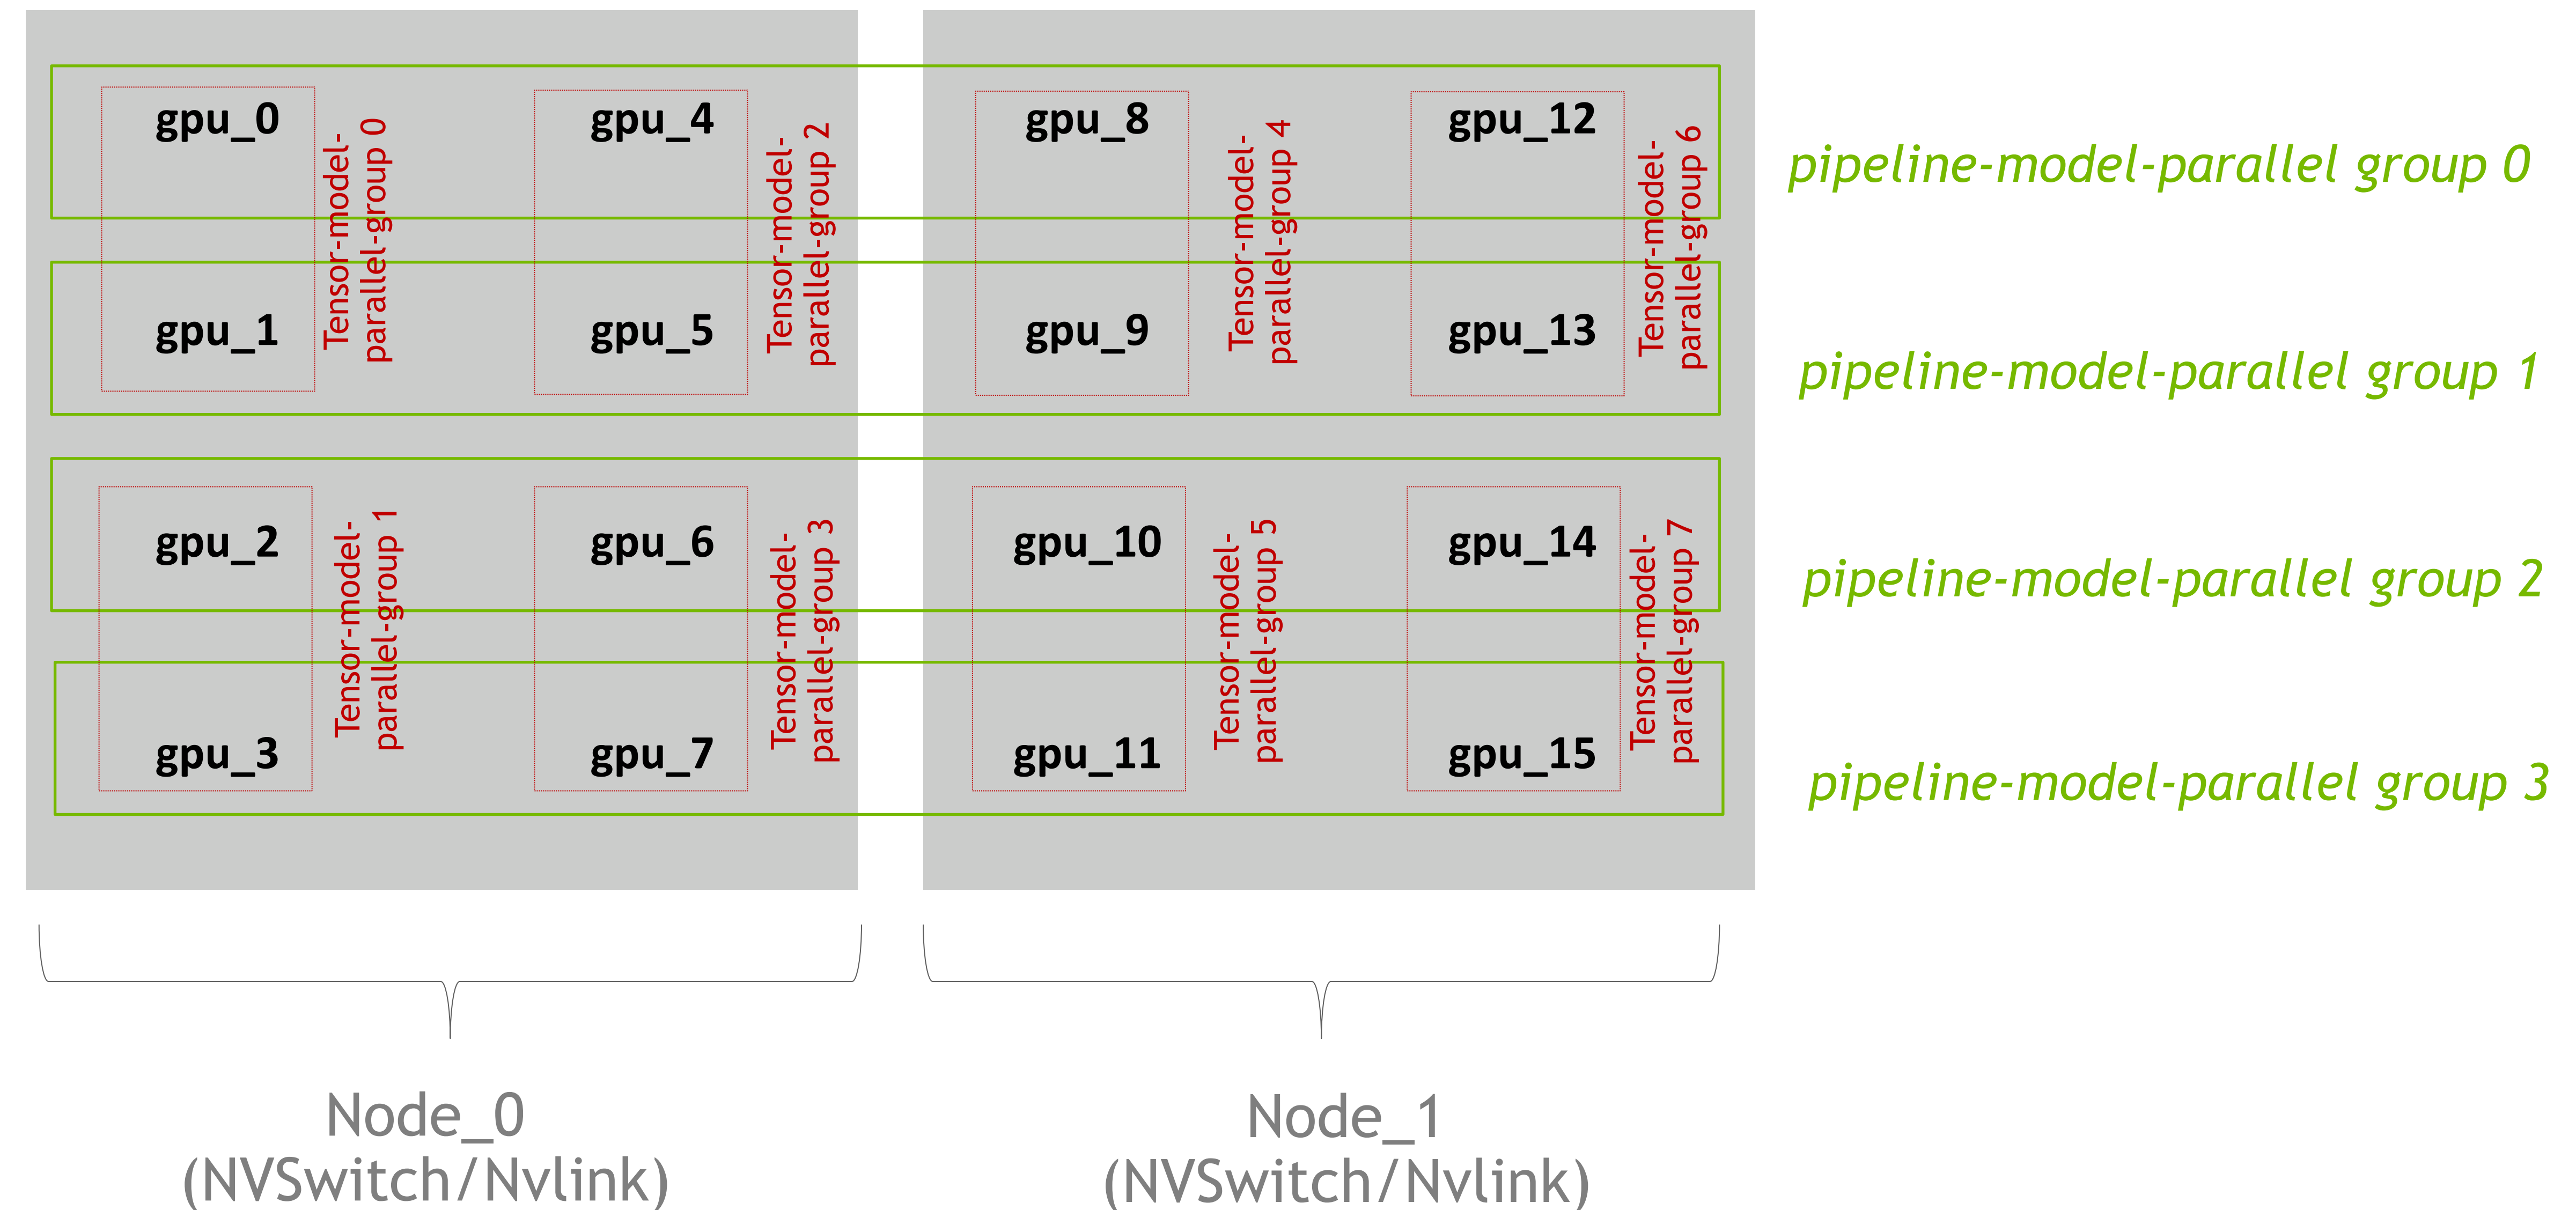 gpu_0
Tensor-model-
parallel-group 0
gpu_4
Tensor-model-
parallel-group 2
gpu_8
Tensor-model-
parallel-group 4
gpu_12
Tensor-model-
parallel-group 6
pipeline-model-parallel group 0
gpu_1
gpu_5
gpu_9
gpu_13
pipeline-model-parallel group 1
gpu_2
Tensor-model-
parallel-group 1
gpu_6
Tensor-model-
parallel-group 3
gpu_10
Tensor-model-
parallel-group 5
gpu_14
Tensor-model-
parallel-group 7
pipeline-model-parallel group 2
gpu_3
gpu_7
gpu_11
gpu_15
pipeline-model-parallel group 3
Node_0
(NVSwitch/Nvlink)
Node_1
(NVSwitch/Nvlink)